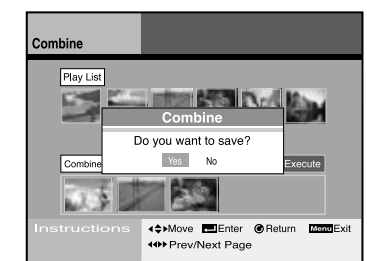 Combine
Play List
Combine
Do you want to save?
Yes No
Combine Execute
Instructions Move Enter Return Menu Exit
Prev/Next Page